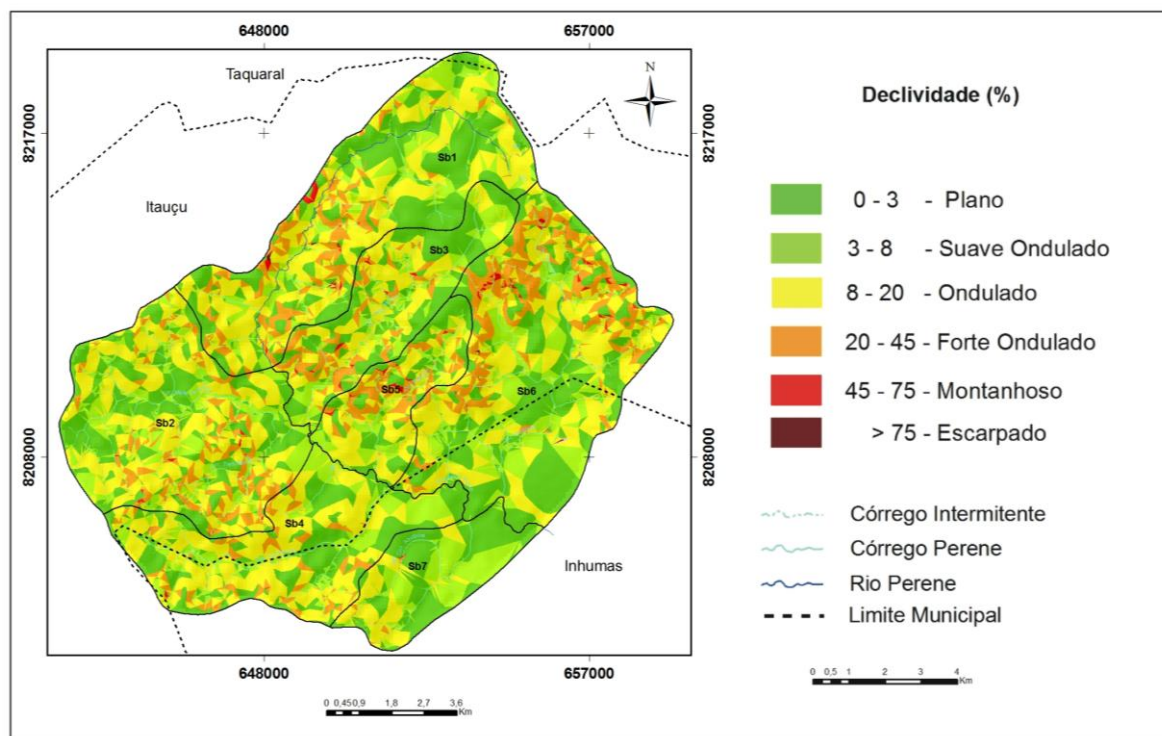 648000
657000
Taquaral
N
8217000
8217000
Sb1
Itauçu
Sb3
Sb5
Sb6
Sb2
8208000
8208000
Sb4
Sb7
Inhumas
648000
657000
0 0,45 0,9 1,8 2,7 3,6
Km
Declividade (%)
0 - 3 - Plano
3 - 8 - Suave Ondulado
8 - 20 - Ondulado
20 - 45 - Forte Ondulado
45 - 75 - Montanhoso
> 75 - Escarpado
Córrego Intermitente
Córrego Perene
Rio Perene
Limite Municipal
0 0,5 1 2 3 4
Km